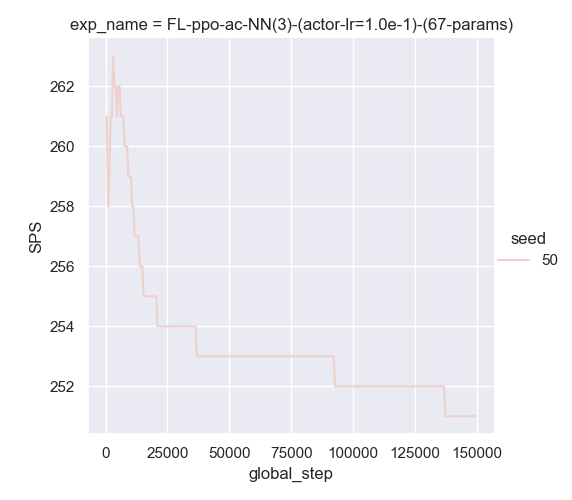 exp_name = FL-ppo-ac-NN(3)-(actor-lr=1.0e-1)-(67-params)
262
260
258
256
254
252
SPS
0 25000 50000 75000 100000 125000 150000
global_step
seed
50